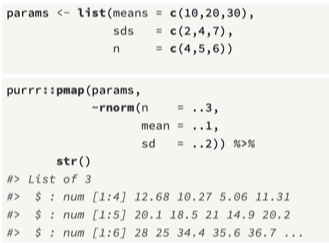 params <- list(means = c(10,20,30),
sds = c(2,4,7),
n = c(4,5,6))
purrr::pmap(params,
~rnorm(n = ..3,
mean = ..1,
sd = ..2)) %>%
str()
#> List of 3
#> $ : num [1:4] 12.68 10.27 5.06 11.31
#> $ : num [1:5] 20.1 18.5 21 14.9 20.2
#> $ : num [1:6] 28 25 34.4 35.6 36.7 ...